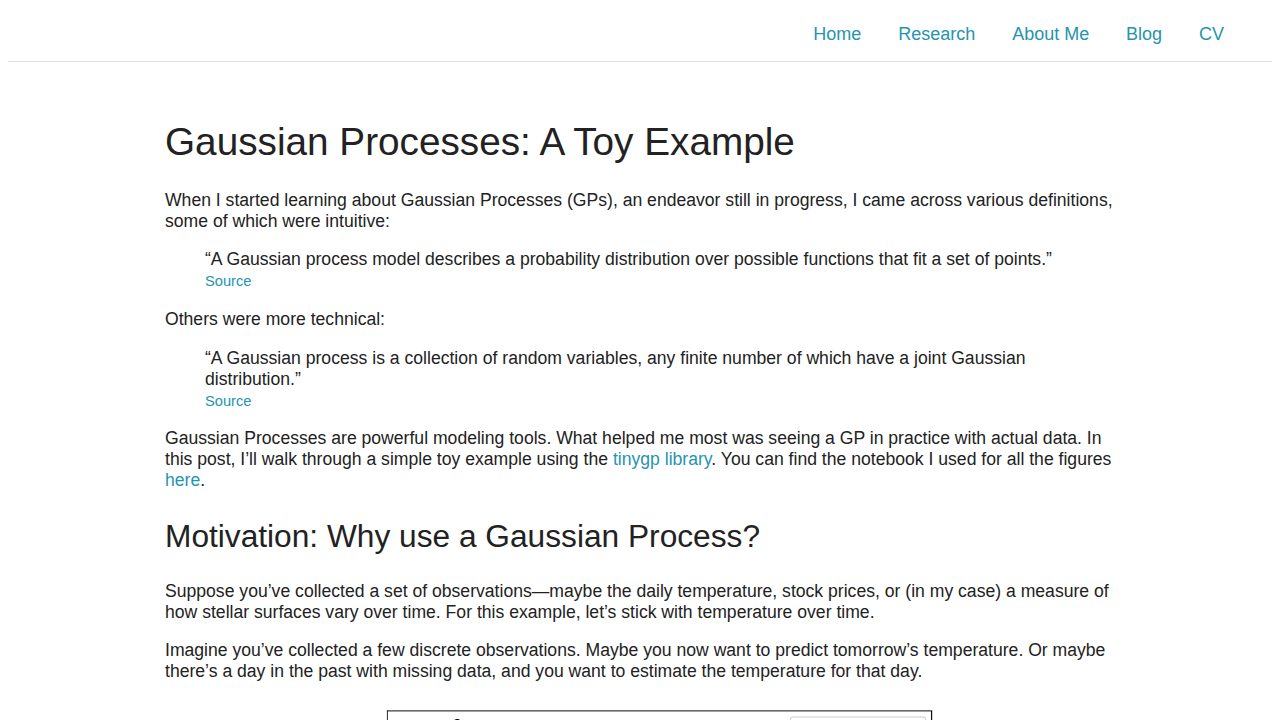 Home Research About Me Blog CV
Gaussian Processes: A Toy Example
When I started learning about Gaussian Processes (GPs), an endeavor still in progress, I came across various definitions,
some of which were intuitive:
“A Gaussian process model describes a probability distribution over possible functions that fit a set of points.”
Source
Others were more technical:
“A Gaussian process is a collection of random variables, any finite number of which have a joint Gaussian
distribution.”
Source
Gaussian Processes are powerful modeling tools. What helped me most was seeing a GP in practice with actual data. In
this post, I’ll walk through a simple toy example using the tinygp library. You can find the notebook I used for all the figures
here.
Motivation: Why use a Gaussian Process?
Suppose you’ve collected a set of observations—maybe the daily temperature, stock prices, or (in my case) a measure of
how stellar surfaces vary over time. For this example, let’s stick with temperature over time.
Imagine you’ve collected a few discrete observations. Maybe you now want to predict tomorrow’s temperature. Or maybe
there’s a day in the past with missing data, and you want to estimate the temperature for that day.